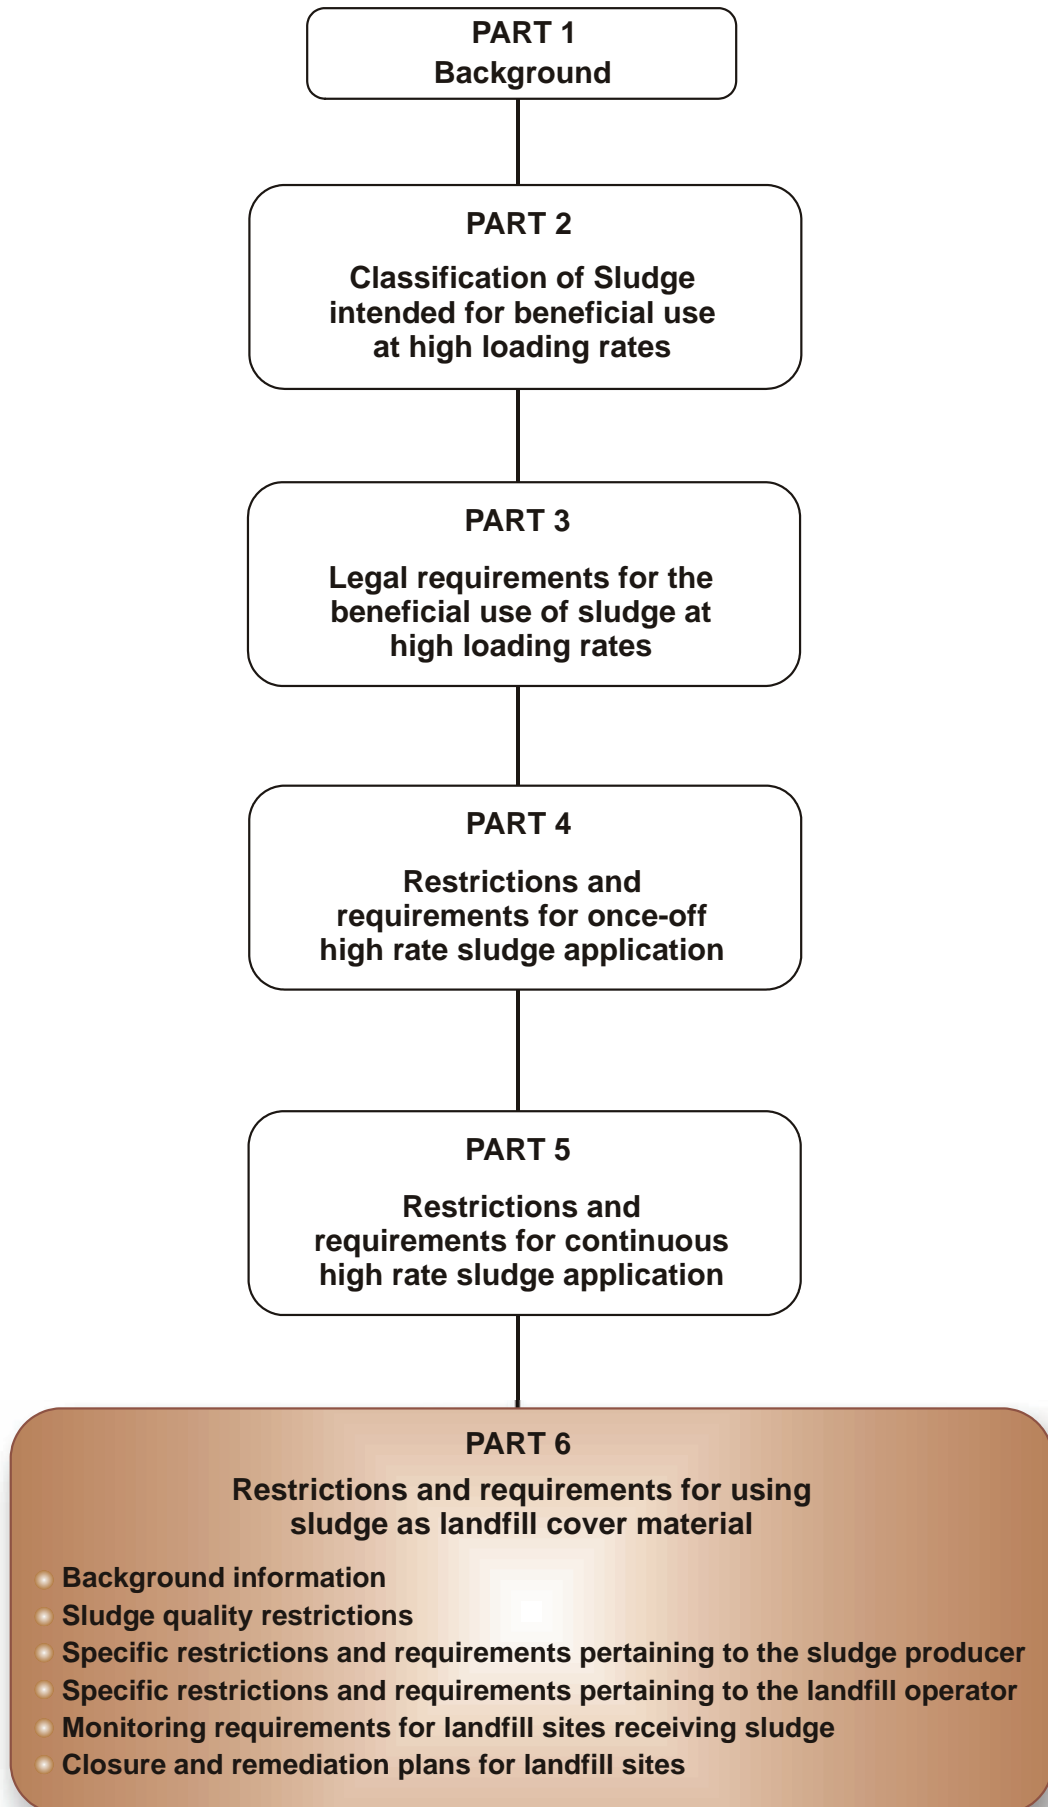 PART 1
Background
PART 2
Classification of Sludge
intended for beneficial use
at high loading rates
PART 3
Legal requirements for the
beneficial use of sludge at
high loading rates
PART 4
Restrictions and
requirements for once-off
high rate sludge application
PART 5
Restrictions and
requirements for continuous
high rate sludge application
PART 6
Restrictions and requirements for using
sludge as landfill cover material
Background information
Sludge quality restrictions
Specific restrictions and requirements pertaining to the sludge producer
Specific restrictions and requirements pertaining to the landfill operator
Monitoring requirements for landfill sites receiving sludge
Closure and remediation plans for landfill sites